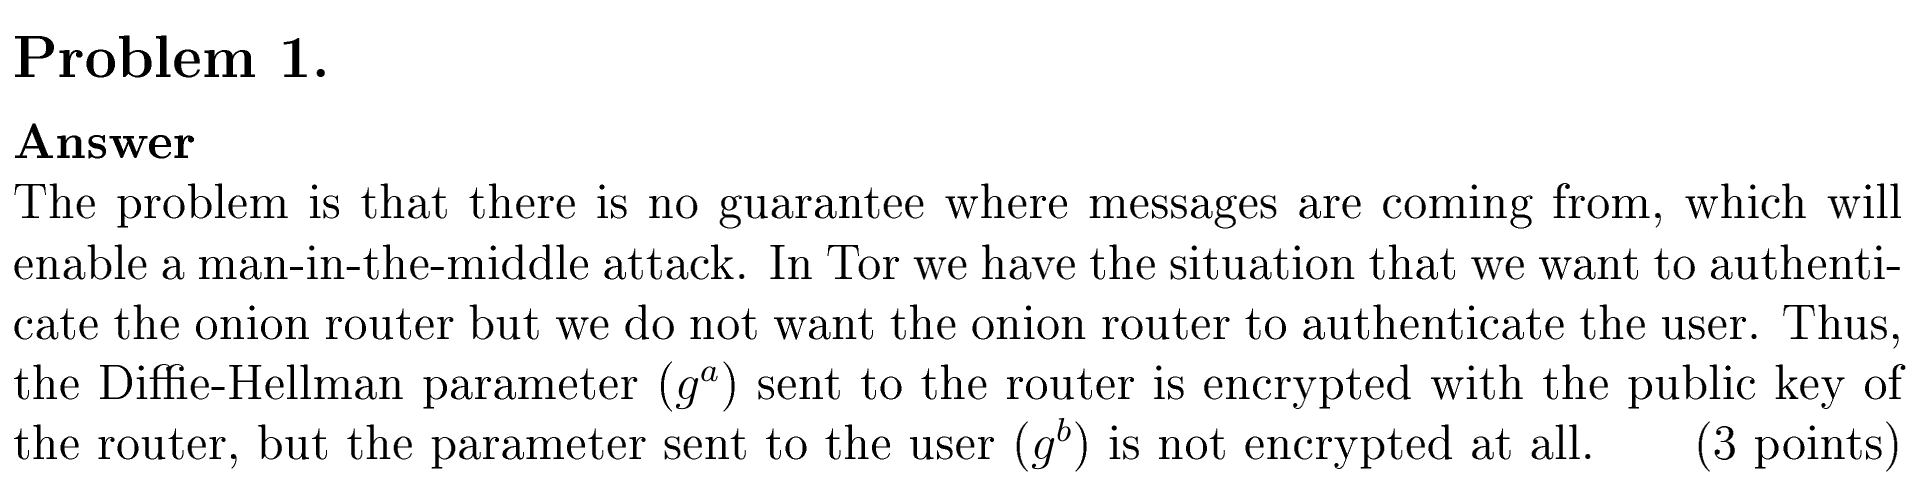 Problem 1.
Answer
The problem is that there is no guarantee where messages are coming from, which will
enable a man-in-the-middle attack. In Tor we have the situation that we want to authenti-
cate the onion router but we do not want the onion router to authenticate the user. Thus,
the Diffie-Hellman parameter (g^a) sent to the router is encrypted with the public key of
the router, but the parameter sent to the user (g^b) is not encrypted at all. (3 points)